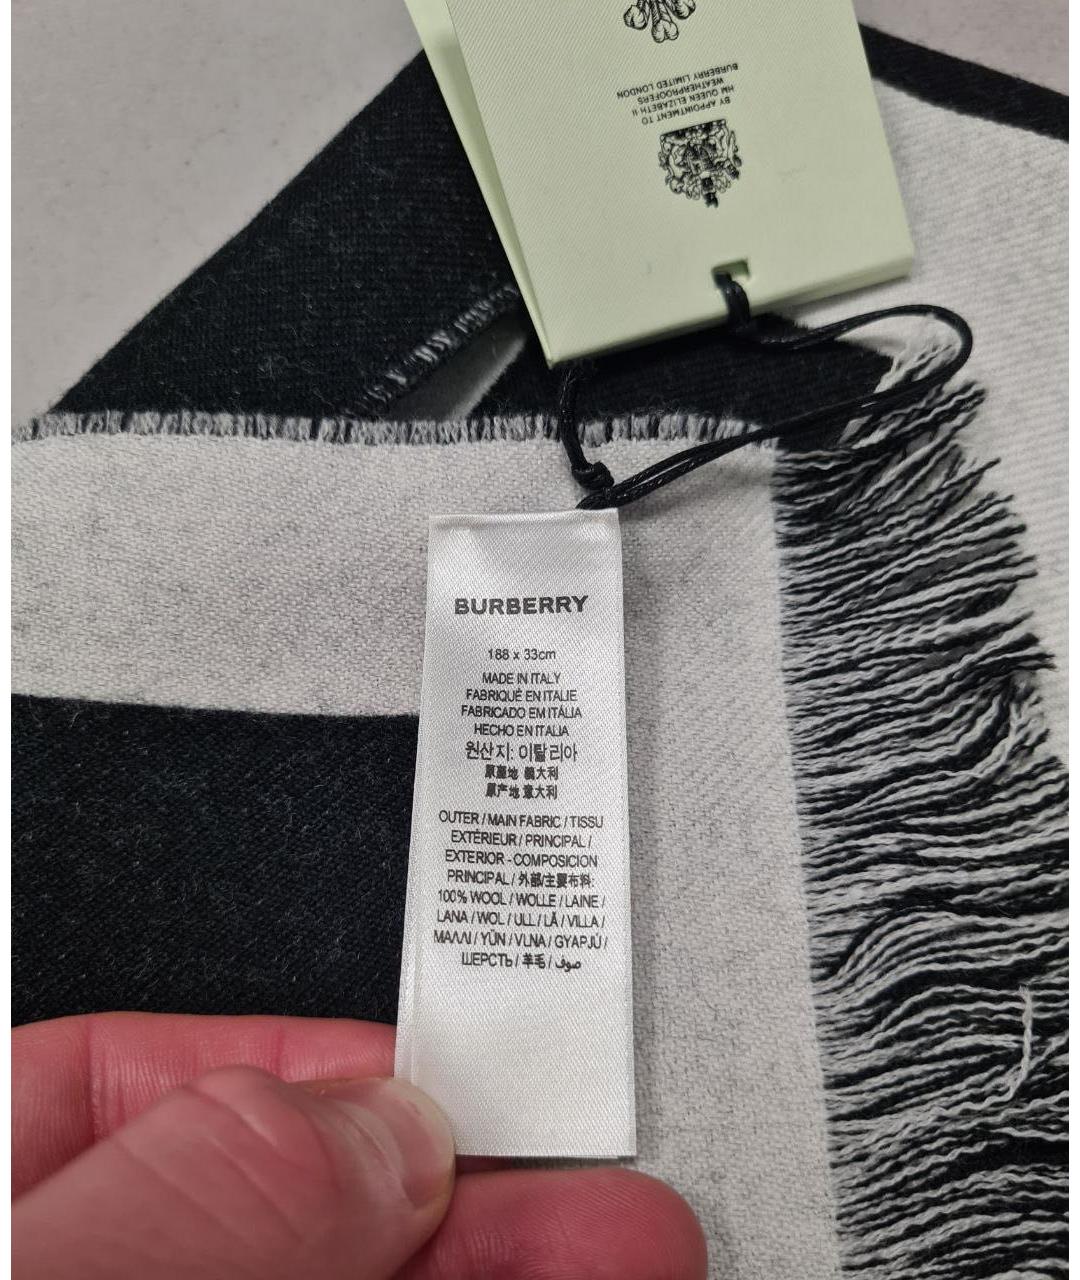 BY APPOINTMENT TO
HM QUEEN ELIZABETH II
WEATHERPROOFERS
BURBERRY LIMITED LONDON
BURBERRY
188 x 33cm
MADE IN ITALY
FABRIQUÉ EN ITALIE
FABRICADO EM ITÁLIA
HECHO EN ITALIA
원산지: 이탈리아
原產地 義大利
原产地 意大利
OUTER / MAIN FABRIC / TISSU
EXTÉRIEUR / PRINCIPAL /
EXTERIOR - COMPOSICION
PRINCIPAL / 外部/主要布料:
100% WOOL / WOLLE / LAINE /
LANA / WOL / ULL / LÃ / VILLA /
ΜΑΛΛΙ / YÜN / VLNA / GYAPJÚ /
ШЕРСТЬ / 羊毛 / صوف